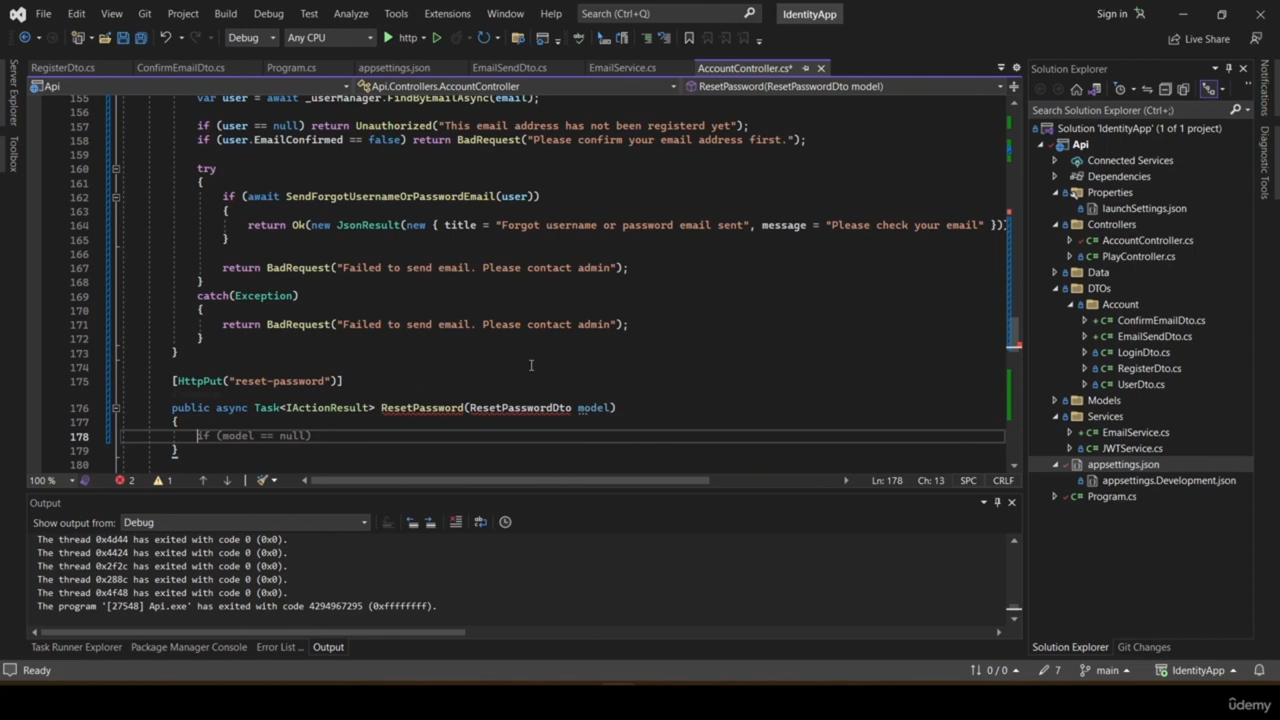 File Edit View Git Project Build Debug Test Analyze Tools Extensions Window Help Search (Ctrl+Q) IdentityApp Sign in
Debug Any CPU http Live Share
RegisterDto.cs ConfirmEmailDto.cs Program.cs appsettings.json EmailSendDto.cs EmailService.cs AccountController.cs*
Api Api.Controllers.AccountController ResetPassword(ResetPasswordDto model)
Server Explorer
Toolbox
155 var user = await _userManager.FindByEmailAsync(email);
156
157 if (user == null) return Unauthorized("This email address has not been registerd yet");
158 if (user.EmailConfirmed == false) return BadRequest("Please confirm your email address first.");
159
160 try
161 {
162 if (await SendForgotUsernameOrPasswordEmail(user))
163 {
164 return Ok(new JsonResult(new { title = "Forgot username or password email sent", message = "Please check your email" })
165 }
166
167 return BadRequest("Failed to send email. Please contact admin");
168 }
169 catch(Exception)
170 {
171 return BadRequest("Failed to send email. Please contact admin");
172 }
173 }
174
175 [HttpPut("reset-password")]
176 public async Task<IActionResult> ResetPassword(ResetPasswordDto model)
177 {
178 if (model == null)
179 }
180
100 % 2 1 Ln: 178 Ch: 13 SPC CRLF
Output
Show output from: Debug
The thread 0x4d44 has exited with code 0 (0x0).
The thread 0x4424 has exited with code 0 (0x0).
The thread 0x2f2c has exited with code 0 (0x0).
The thread 0x288c has exited with code 0 (0x0).
The thread 0x4f48 has exited with code 0 (0x0).
The program '[27548] Api.exe' has exited with code 4294967295 (0xffffffff).
Task Runner Explorer Package Manager Console Error List ... Output
Solution Explorer
Search Solution Explorer (Ctrl+;)
Solution 'IdentityApp' (1 of 1 project)
Api
Connected Services
Dependencies
Properties
launchSettings.json
Controllers
AccountController.cs
PlayController.cs
Data
DTOs
Account
ConfirmEmailDto.cs
EmailSendDto.cs
LoginDto.cs
RegisterDto.cs
UserDto.cs
Models
Services
EmailService.cs
JWTService.cs
appsettings.json
appsettings.Development.json
Program.cs
Solution Explorer Git Changes
Notifications
Diagnostic Tools
Ready 0 / 0 7 main IdentityApp
ûdemy